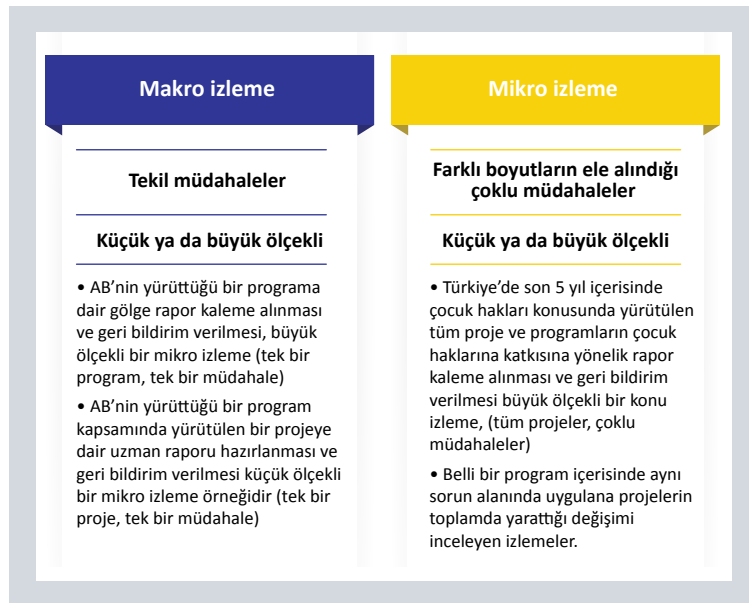 Makro izleme
Tekil müdahaleler
Küçük ya da büyük ölçekli
• AB’nin yürüttüğü bir programa
dair gölge rapor kaleme alınması
ve geri bildirim verilmesi, büyük
ölçekli bir mikro izleme (tek bir
program, tek bir müdahale)
• AB’nin yürüttüğü bir program
kapsamında yürütülen bir projeye
dair uzman raporu hazırlanması ve
geri bildirim verilmesi küçük ölçekli
bir mikro izleme örneğidir (tek bir
proje, tek bir müdahale)
Mikro izleme
Farklı boyutların ele alındığı
çoklu müdahaleler
Küçük ya da büyük ölçekli
• Türkiye’de son 5 yıl içerisinde
çocuk hakları konusunda yürütülen
tüm proje ve programların çocuk
haklarına katkısına yönelik rapor
kaleme alınması ve geri bildirim
verilmesi büyük ölçekli bir konu
izleme, (tüm projeler, çoklu
müdahaleler)
• Belli bir program içerisinde aynı
sorun alanında uygulana projelerin
toplamda yarattığı değişimi
inceleyen izlemeler.